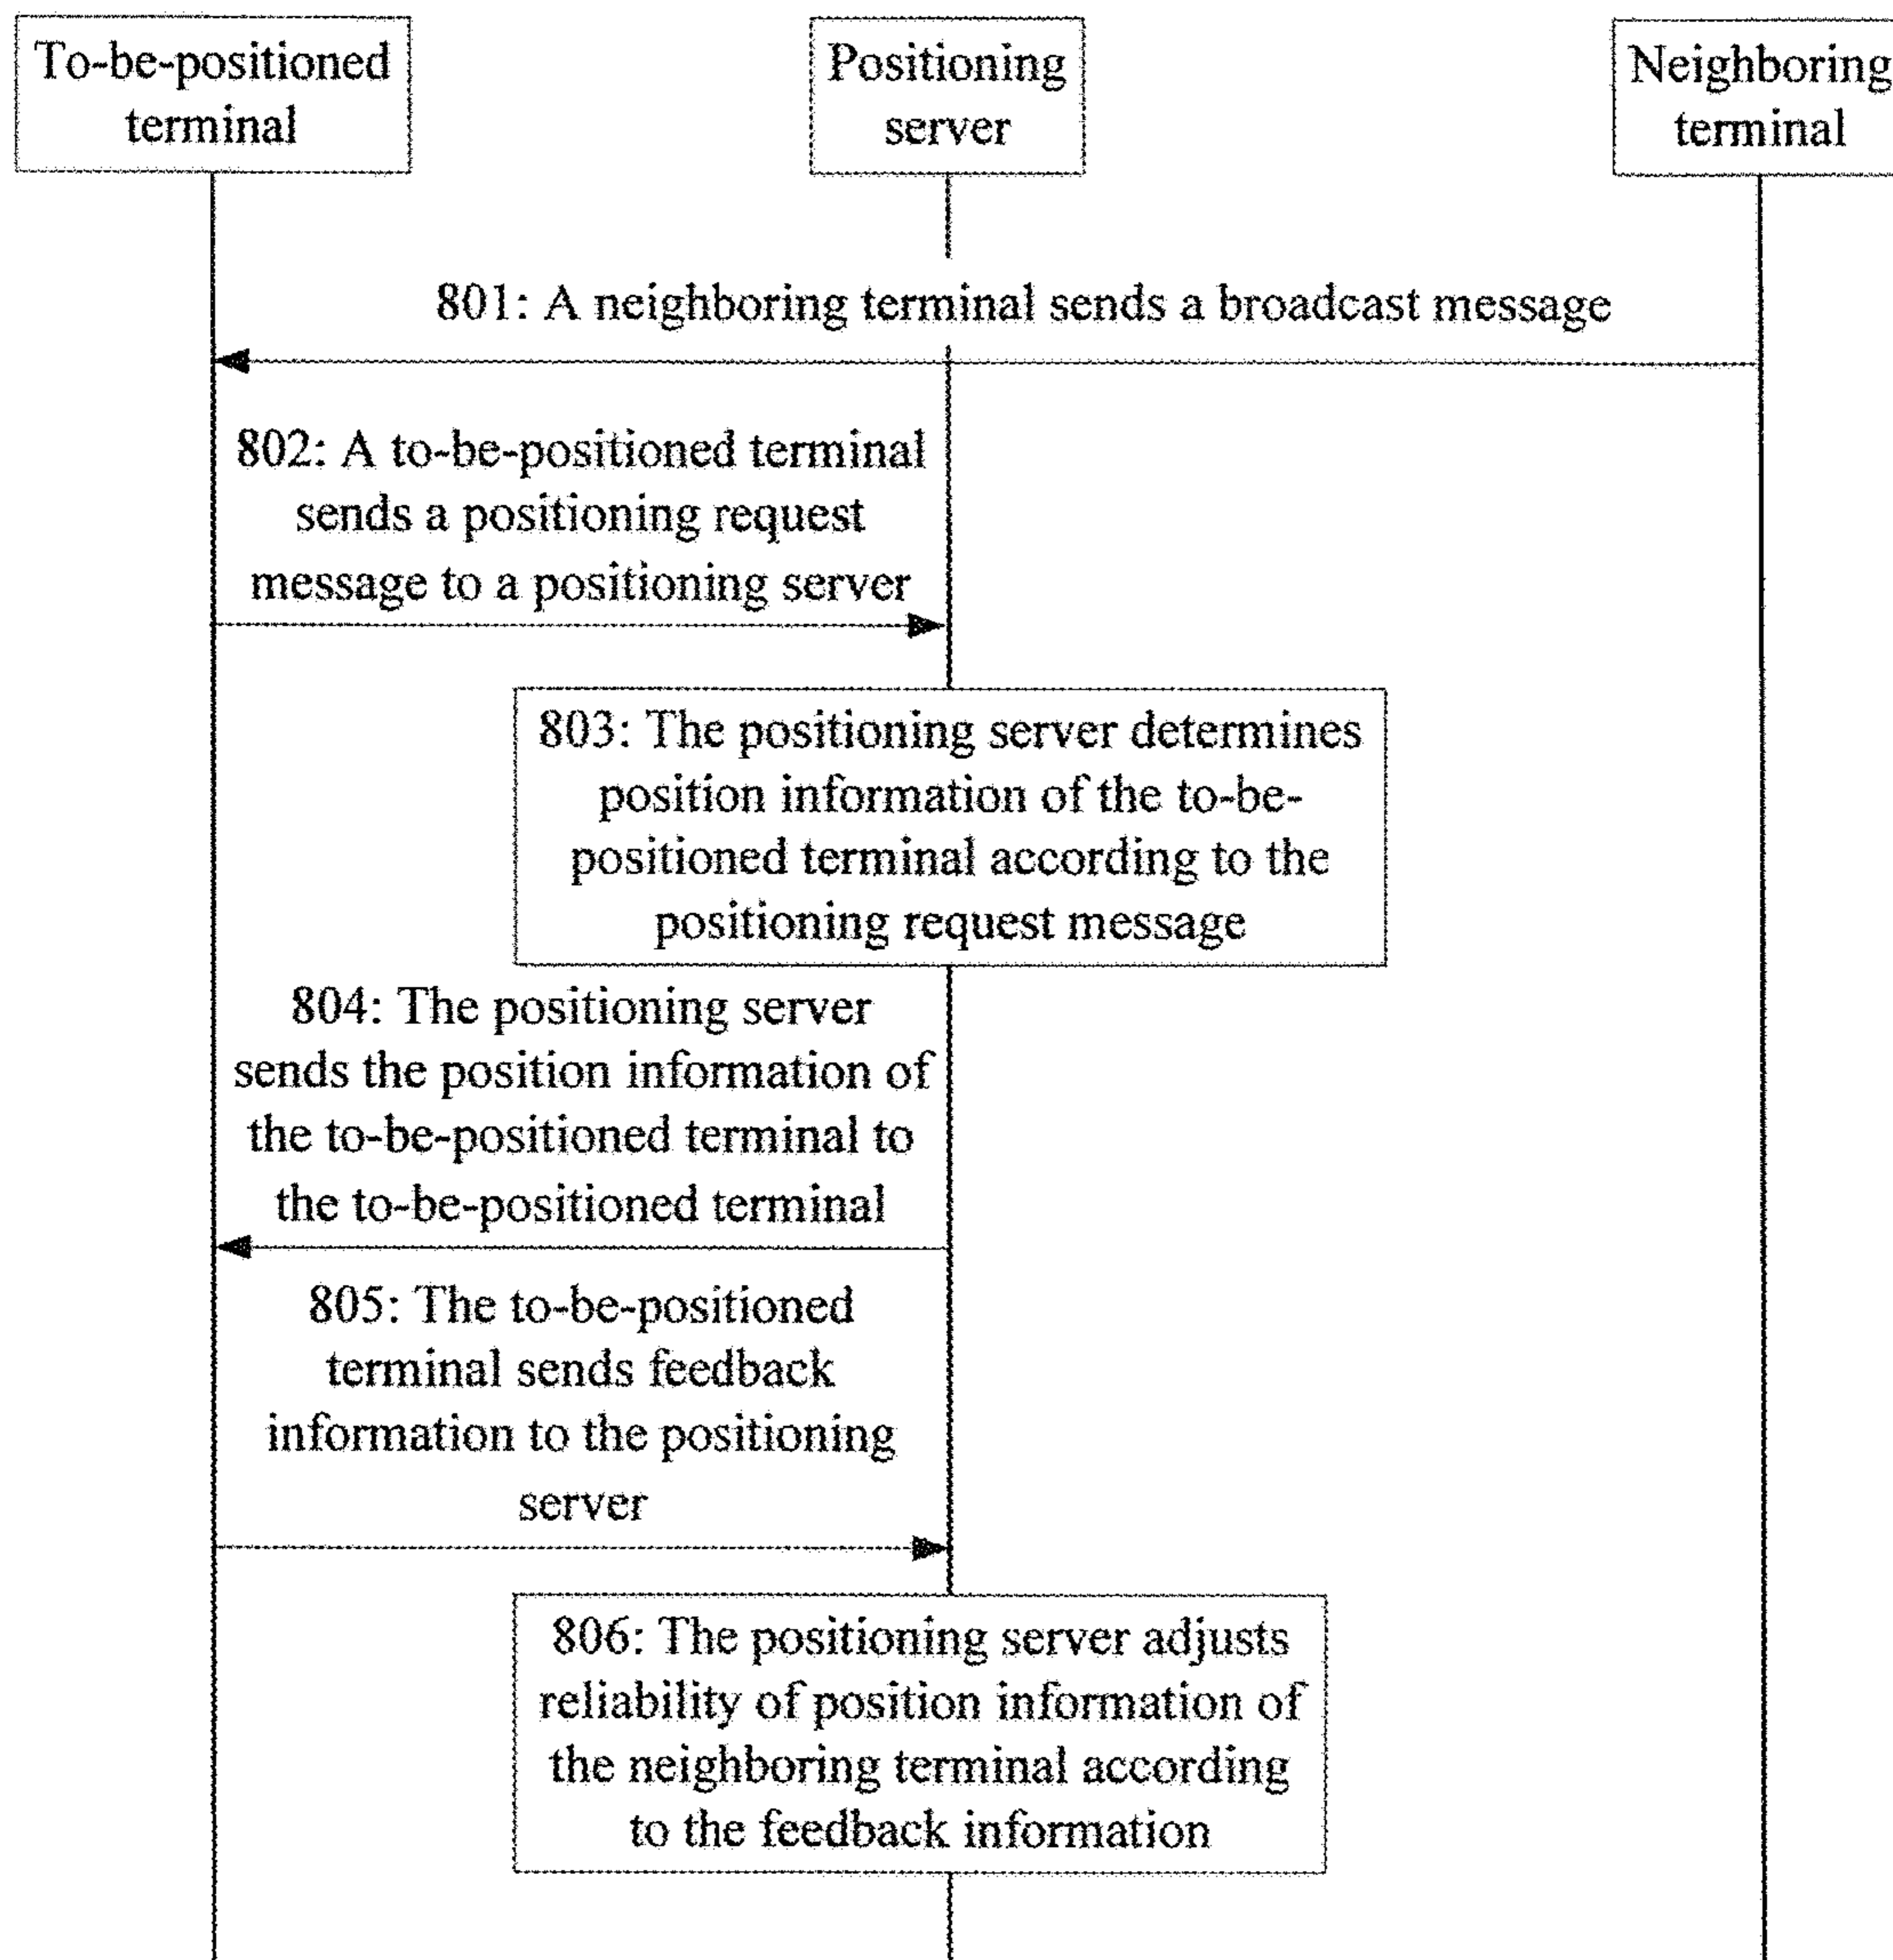 To-be-positioned
terminal
Positioning
server
Neighboring
terminal
801: A neighboring terminal sends a broadcast message
802: A to-be-positioned terminal
sends a positioning request
message to a positioning server
803: The positioning server determines
position information of the to-be-
positioned terminal according to the
positioning request message
804: The positioning server
sends the position information of
the to-be-positioned terminal to
the to-be-positioned terminal
805: The to-be-positioned
terminal sends feedback
information to the positioning
server
806: The positioning server adjusts
reliability of position information of
the neighboring terminal according
to the feedback information